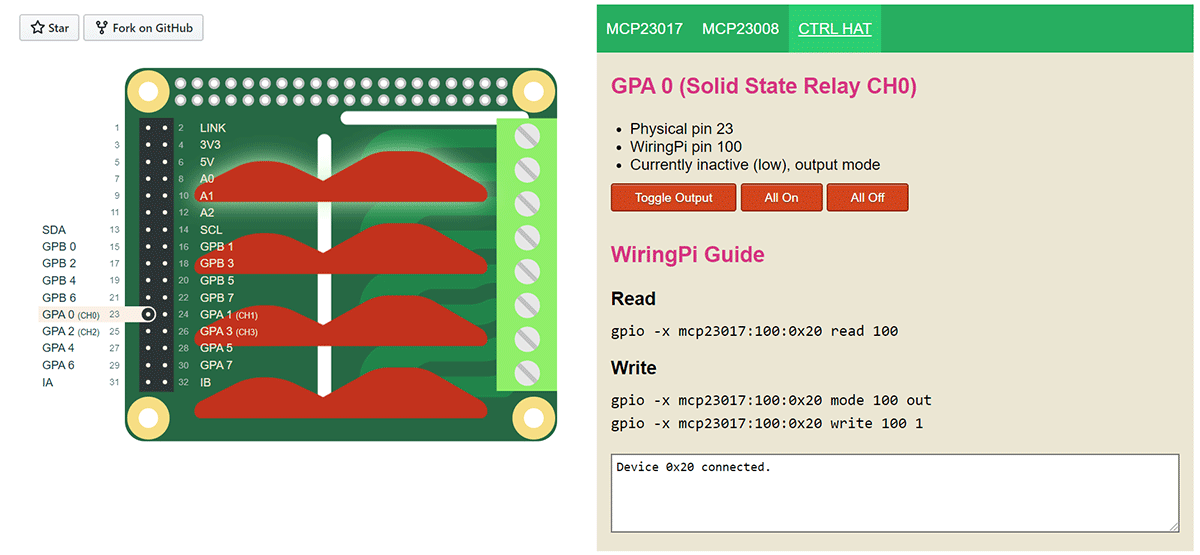 Star
Fork on GitHub
1 2 LINK
3 4 3V3
5 6 5V
7 8 A0
9 10 A1
11 12 A2
SDA 13 14 SCL
GPB 0 15 16 GPB 1
GPB 2 17 18 GPB 3
GPB 4 19 20 GPB 5
GPB 6 21 22 GPB 7
GPA 0 (CH0) 23 24 GPA 1 (CH1)
GPA 2 (CH2) 25 26 GPA 3 (CH3)
GPA 4 27 28 GPA 5
GPA 6 29 30 GPA 7
IA 31 32 IB
MCP23017 MCP23008 CTRL HAT
GPA 0 (Solid State Relay CH0)
• Physical pin 23
• WiringPi pin 100
• Currently inactive (low), output mode
Toggle Output All On All Off
WiringPi Guide
Read
gpio -x mcp23017:100:0x20 read 100
Write
gpio -x mcp23017:100:0x20 mode 100 out
gpio -x mcp23017:100:0x20 write 100 1
Device 0x20 connected.